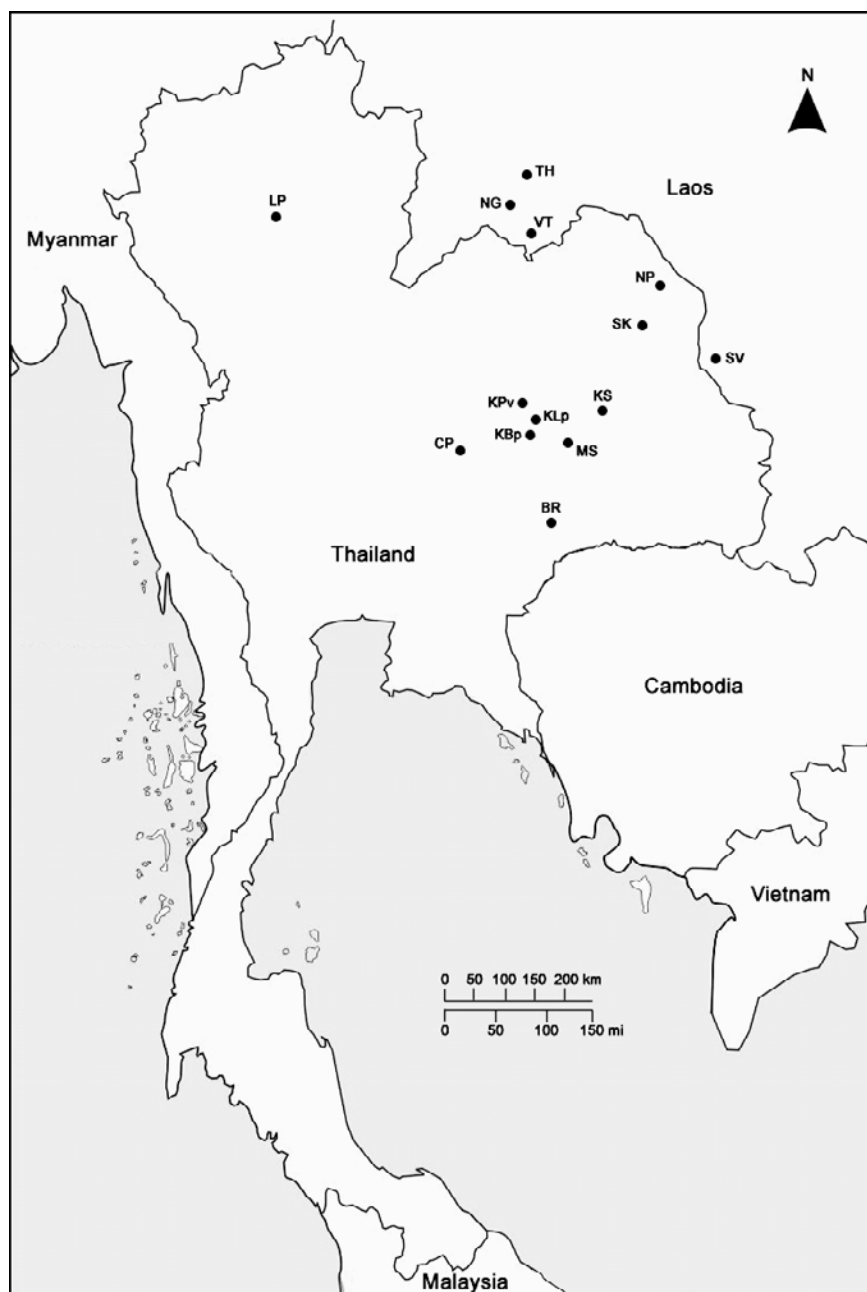 N
TH
Laos
LP
NG
VT
Myanmar
NP
SK
SV
KPv
KS
KLp
KBp
CP
MS
BR
Thailand
Cambodia
Vietnam
0 50 100 150 200 km
0 50 100 150 mi
Malaysia